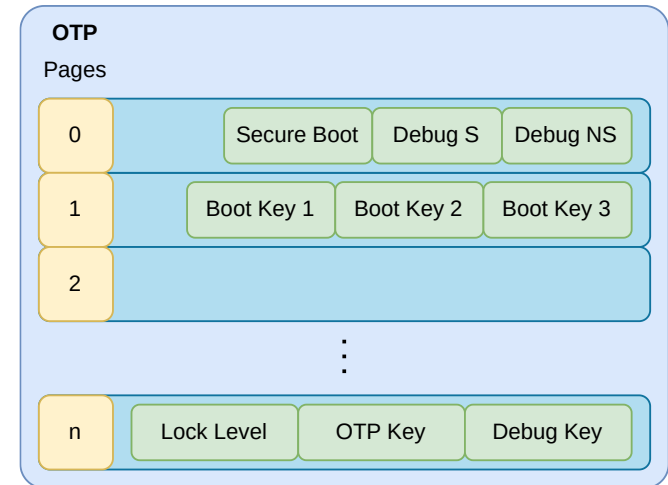 OTP
Pages
0 Secure Boot Debug S Debug NS
1 Boot Key 1 Boot Key 2 Boot Key 3
2
⋮
n Lock Level OTP Key Debug Key